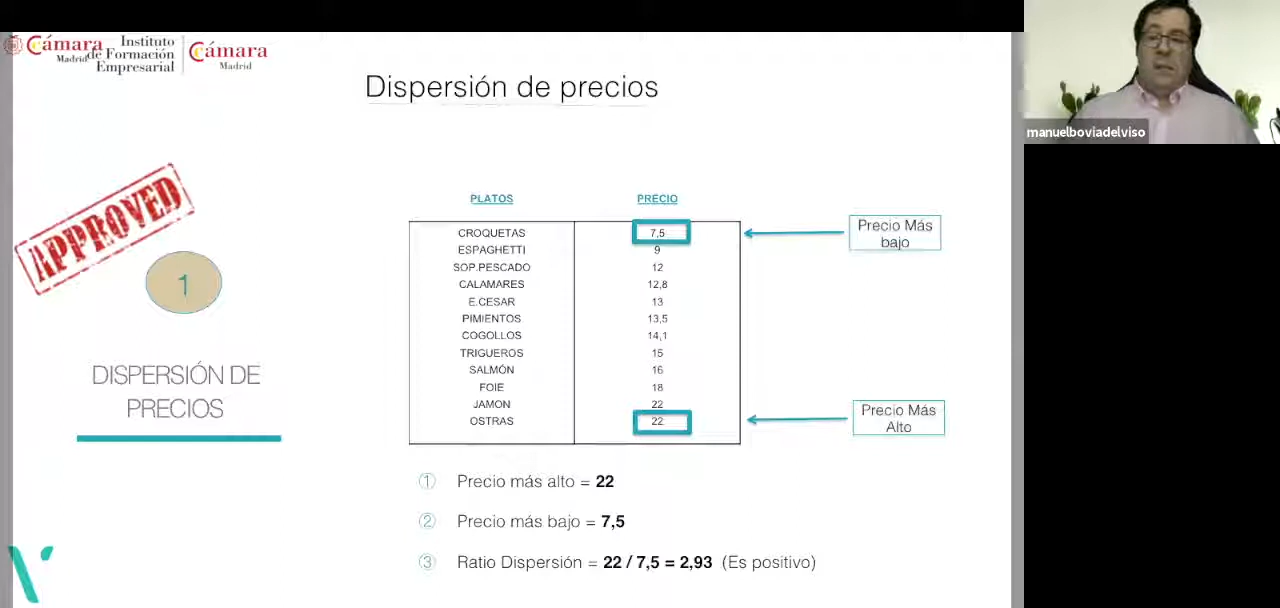 Cámara
Madrid
Instituto
de Formación
Empresarial
Cámara
Madrid
Dispersión de precios
manuelboviadelviso
APPROVED
1
DISPERSIÓN DE
PRECIOS
PLATOS PRECIO
CROQUETAS 7,5
ESPAGHETTI 9
SOP.PESCADO 12
CALAMARES 12,8
E.CESAR 13
PIMIENTOS 13,5
COGOLLOS 14,1
TRIGUEROS 15
SALMÓN 16
FOIE 18
JAMON 22
OSTRAS 22
Precio Más
bajo
Precio Más
Alto
1 Precio más alto = 22
2 Precio más bajo = 7,5
3 Ratio Dispersión = 22 / 7,5 = 2,93 (Es positivo)